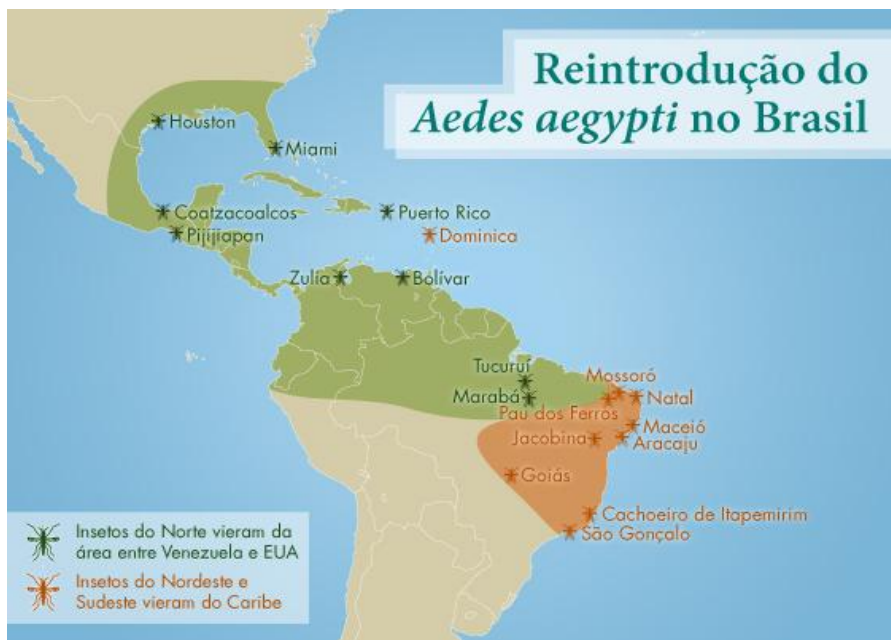 Reintrodução do
Aedes aegypti no Brasil
Houston
Miami
Coatzacoalcos
Puerto Rico
Pijijiapan
Dominica
Zulia
Bolívar
Tucuruí
Mossoró
Marabá
Natal
Pau dos Ferros
Maceió
Jacobina
Aracaju
Goiás
Cachoeiro de Itapemirim
São Gonçalo
Insetos do Norte vieram da
área entre Venezuela e EUA
Insetos do Nordeste e
Sudeste vieram do Caribe